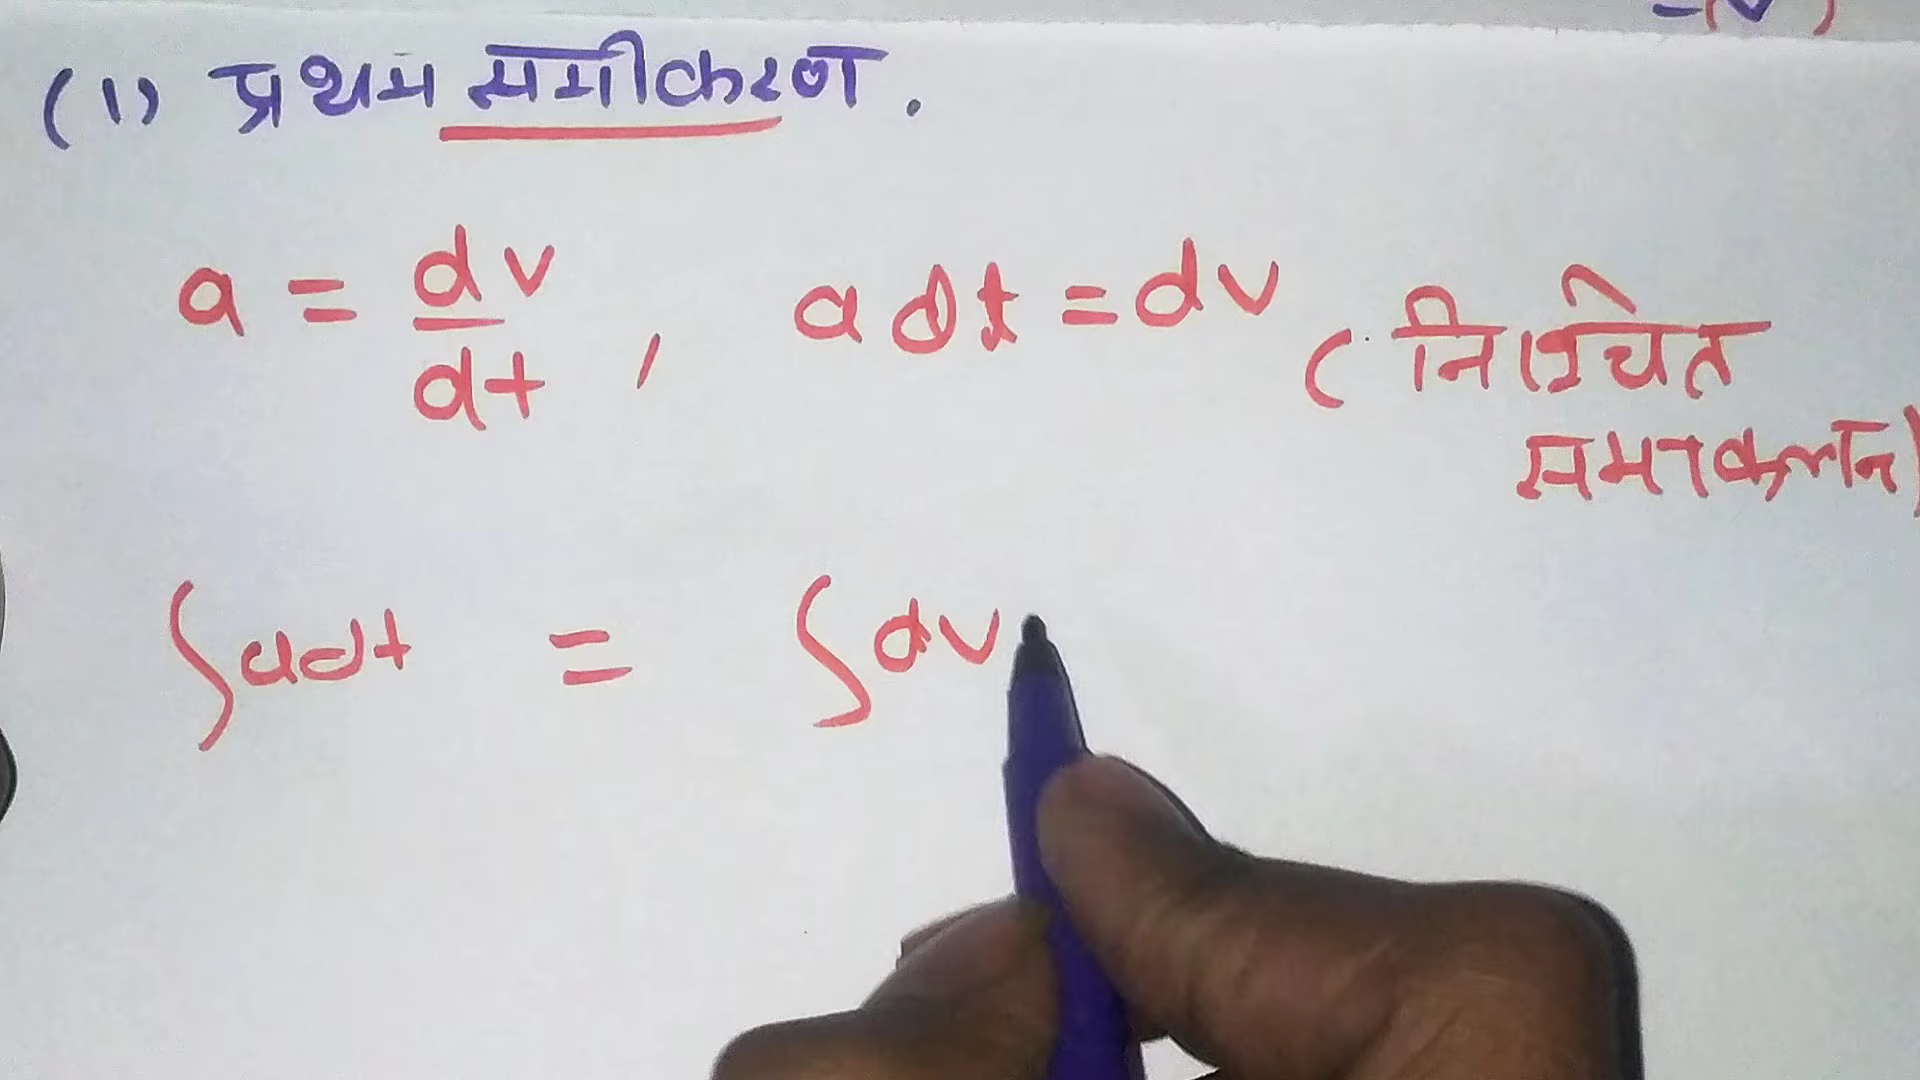 (1) प्रथम समीकरण.
a = dv/dt , a dt = dv (निश्चित
समाकलन)
∫adt = ∫dv